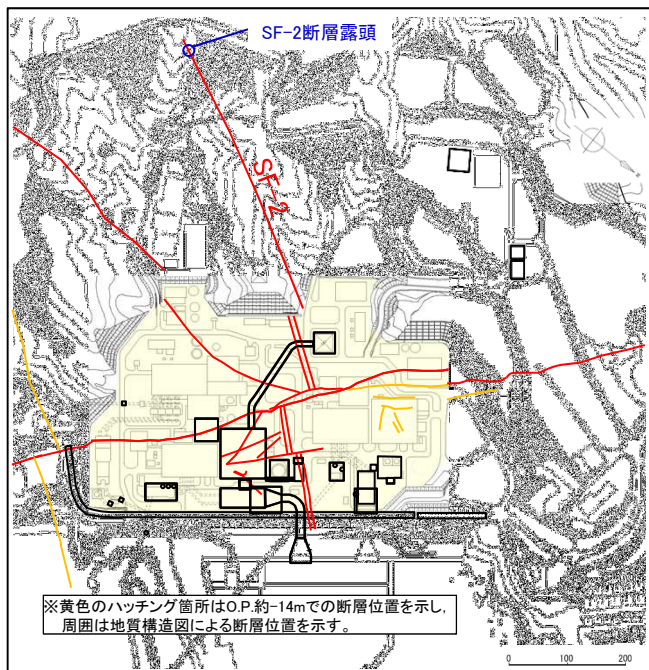 SF-2断層露頭
SF-2
※黄色のハッチング箇所はO.P.約-14mでの断層位置を示し,
周囲は地質構造図による断層位置を示す。
0 100 200